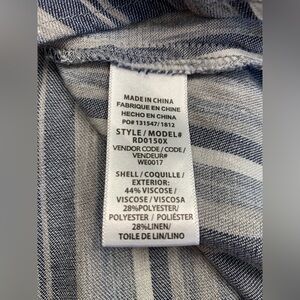 MADE IN CHINA
FABRIQUE EN CHINE
HECHO EN CHINA
PO# 131547/ 1812
STYLE / MODEL#
RD0150X
VENDOR CODE / CODE
VENDEUR#
WE0017
SHELL / COQUILLE /
EXTERIOR:
44% VISCOSE /
VISCOSE / VISCOSA
28%POLYESTER/
POLYESTER / POLIÉSTER
28%LINEN/
TOILE DE LIN/LINO